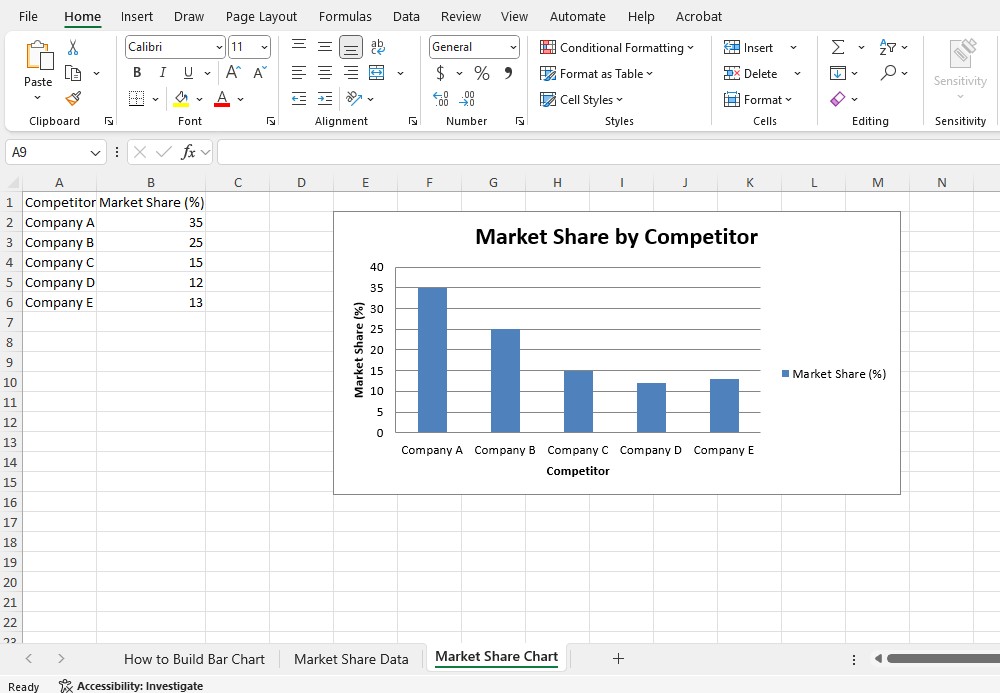 File Home Insert Draw Page Layout Formulas Data Review View Automate Help Acrobat
Paste
Clipboard
Calibri 11
B I U A A
A
Font
ab
Alignment
General
$ % 9
.00 .00
Number
Conditional Formatting
Format as Table
Cell Styles
Styles
Insert
Delete
Format
Cells
Editing
Sensitivity
Sensitivity
A9 fx
A B C D E F G H I J K L M N
1 Competitor Market Share (%)
2 Company A 35
3 Company B 25
4 Company C 15
5 Company D 12
6 Company E 13
7
8
9
10
11
12
13
14
15
16
17
18
19
20
21
22
23
Market Share by Competitor
Market Share (%)
40
35
30
25
20
15
10
5
0
Company A Company B Company C Company D Company E
Competitor
Market Share (%)
How to Build Bar Chart Market Share Data Market Share Chart
Ready Accessibility: Investigate